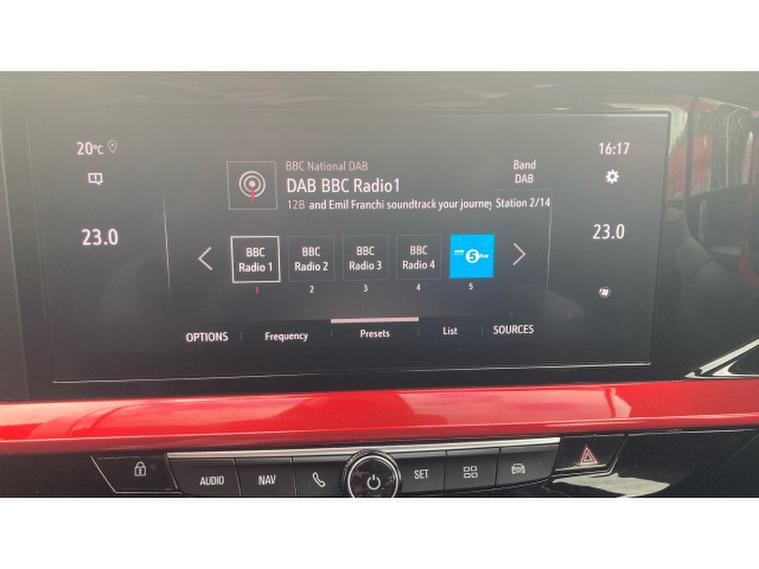 20°C
16:17
BBC National DAB
DAB BBC Radio1
12B and Emil Franchi soundtrack your journey
Band
DAB
Station 2/14
23.0
23.0
BBC
Radio 1
BBC
Radio 2
BBC
Radio 3
BBC
Radio 4
5 live
1
2
3
4
5
OPTIONS
Frequency
Presets
List
SOURCES
AUDIO
NAV
SET